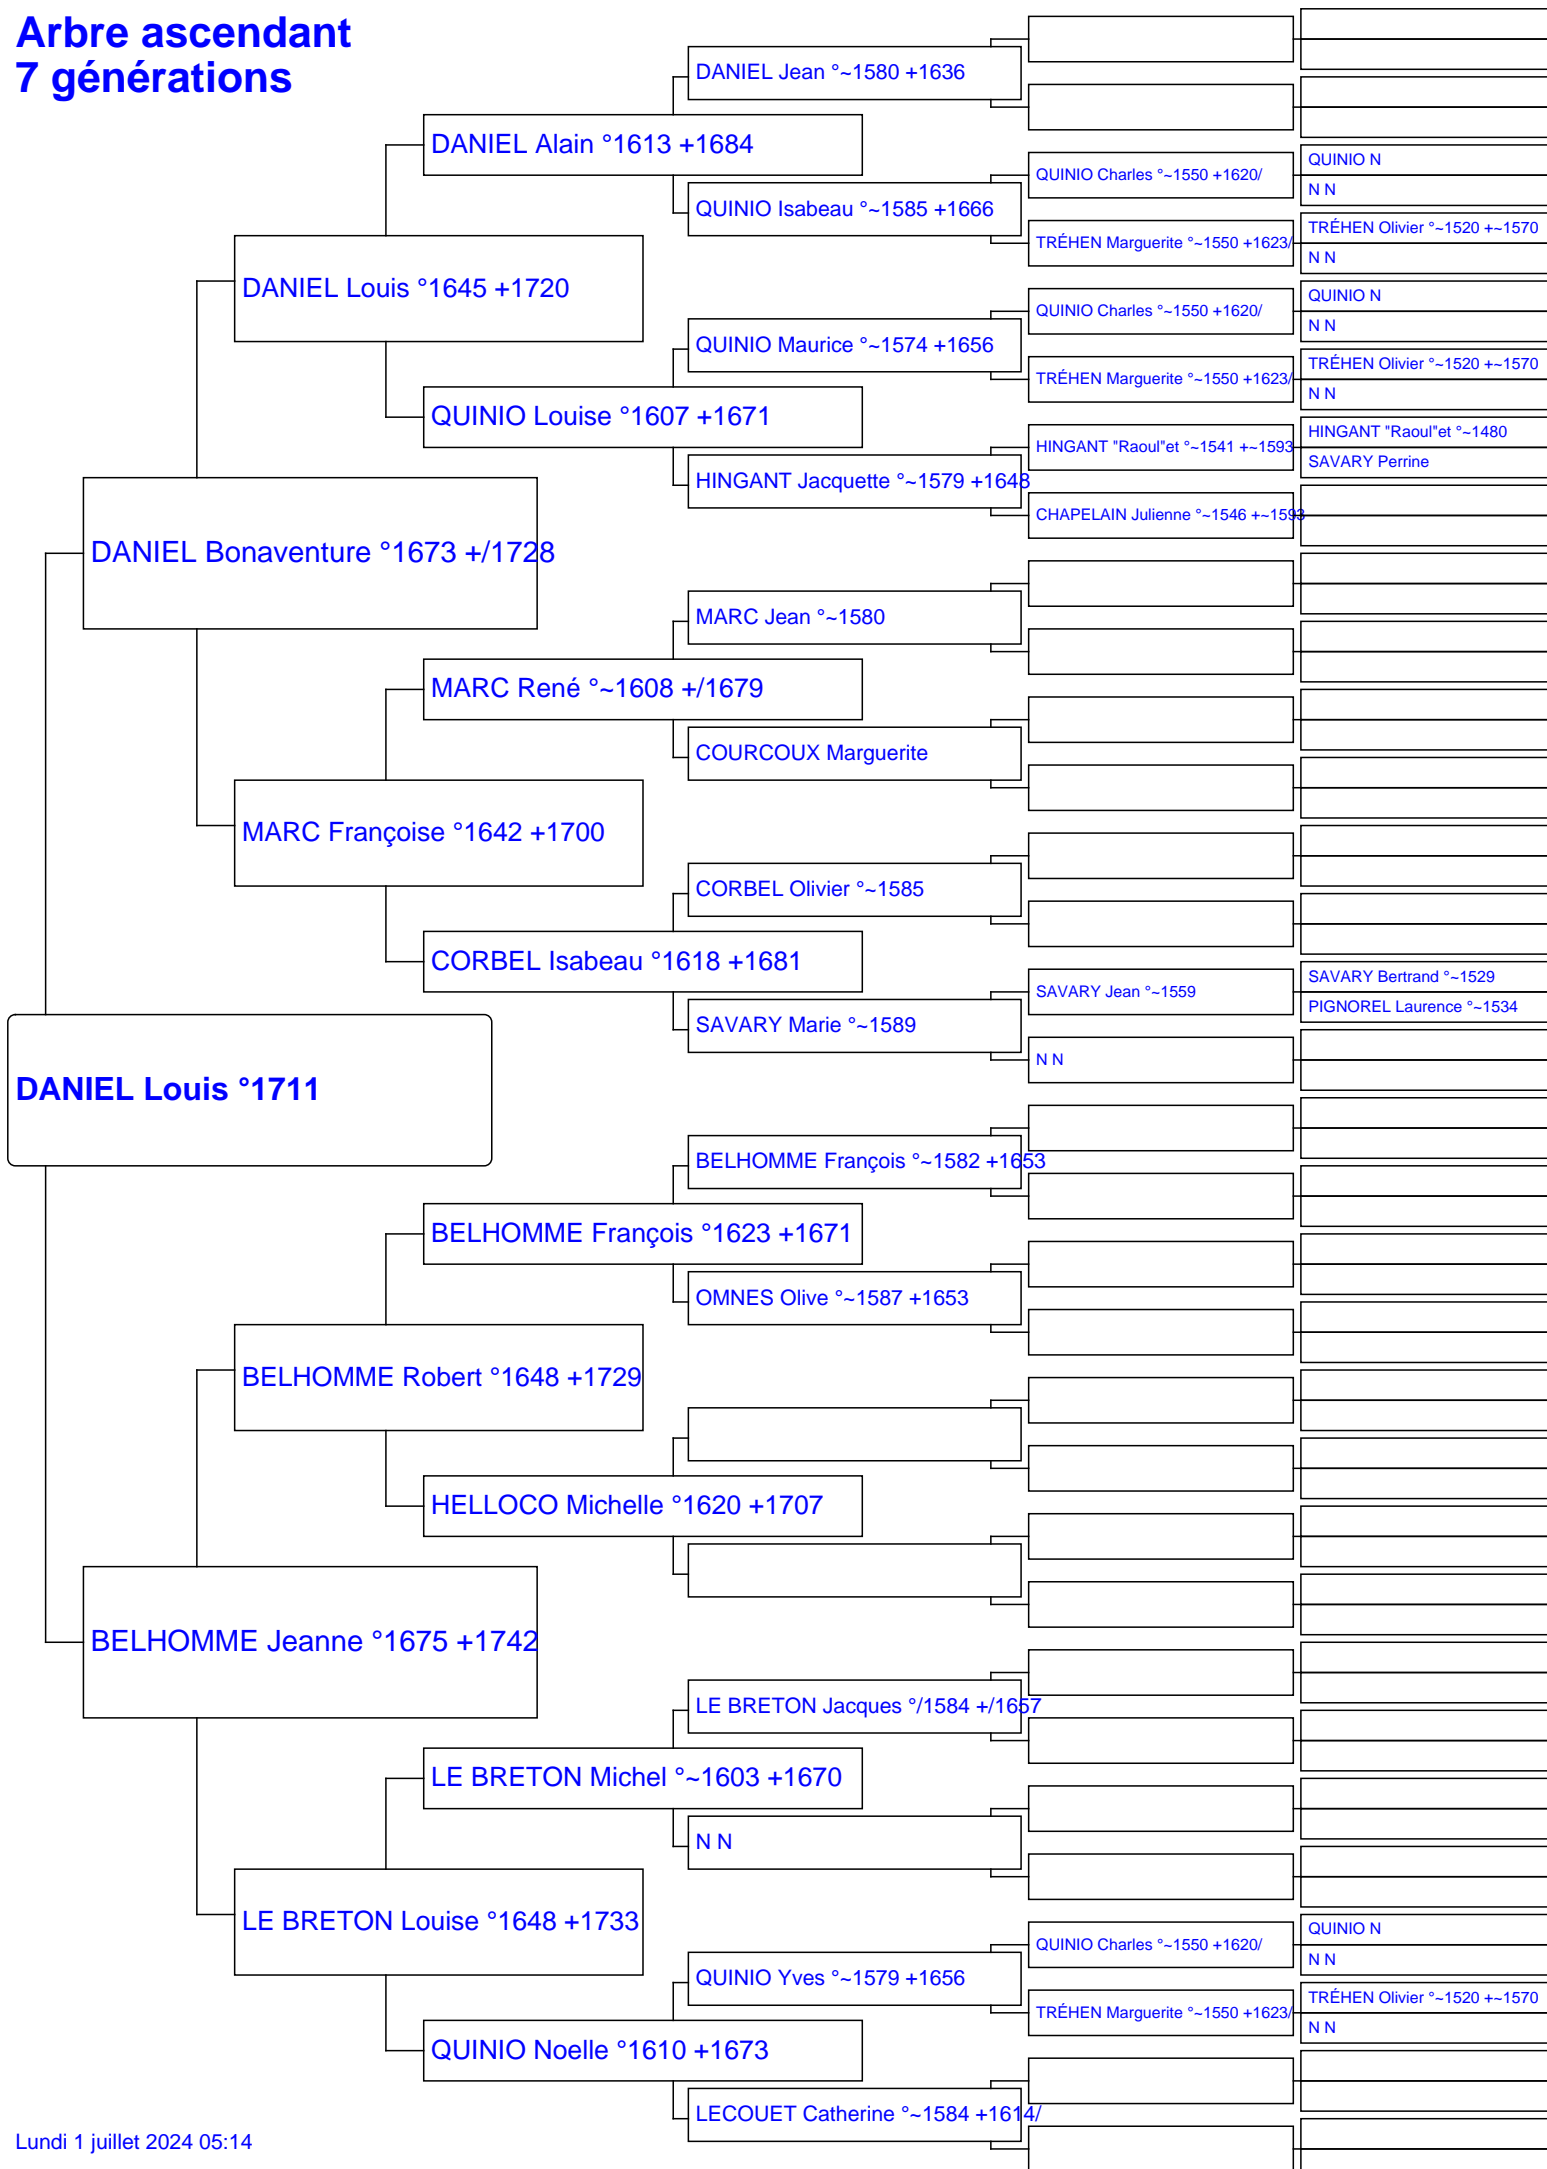 Arbre ascendant
7 générations
DANIEL Jean °~1580 +1636
DANIEL Alain °1613 +1684
QUINIO N
QUINIO Charles °~1550 +1620/
N N
QUINIO Isabeau °~1585 +1666
TRÉHEN Olivier °~1520 +~1570
TRÉHEN Marguerite °~1550 +1623/
N N
DANIEL Louis °1645 +1720
QUINIO N
QUINIO Charles °~1550 +1620/
N N
QUINIO Maurice °~1574 +1656
TRÉHEN Olivier °~1520 +~1570
TRÉHEN Marguerite °~1550 +1623/
N N
QUINIO Louise °1607 +1671
HINGANT "Raoul"et °~1480
HINGANT "Raoul"et °~1541 +~1593
SAVARY Perrine
HINGANT Jacquette °~1579 +1648
CHAPELAIN Julienne °~1546 +~1593
DANIEL Bonaventure °1673 +/1728
MARC Jean °~1580
MARC René °~1608 +/1679
COURCOUX Marguerite
MARC Françoise °1642 +1700
CORBEL Olivier °~1585
CORBEL Isabeau °1618 +1681
SAVARY Bertrand °~1529
SAVARY Jean °~1559
PIGNOREL Laurence °~1534
SAVARY Marie °~1589
N N
DANIEL Louis °1711
BELHOMME François °~1582 +1653
BELHOMME François °1623 +1671
OMNES Olive °~1587 +1653
BELHOMME Robert °1648 +1729
HELLOCO Michelle °1620 +1707
BELHOMME Jeanne °1675 +1742
LE BRETON Jacques °/1584 +/1657
LE BRETON Michel °~1603 +1670
N N
LE BRETON Louise °1648 +1733
QUINIO N
QUINIO Charles °~1550 +1620/
N N
QUINIO Yves °~1579 +1656
TRÉHEN Olivier °~1520 +~1570
TRÉHEN Marguerite °~1550 +1623/
N N
QUINIO Noelle °1610 +1673
LECOUET Catherine °~1584 +1614/
Lundi 1 juillet 2024 05:14